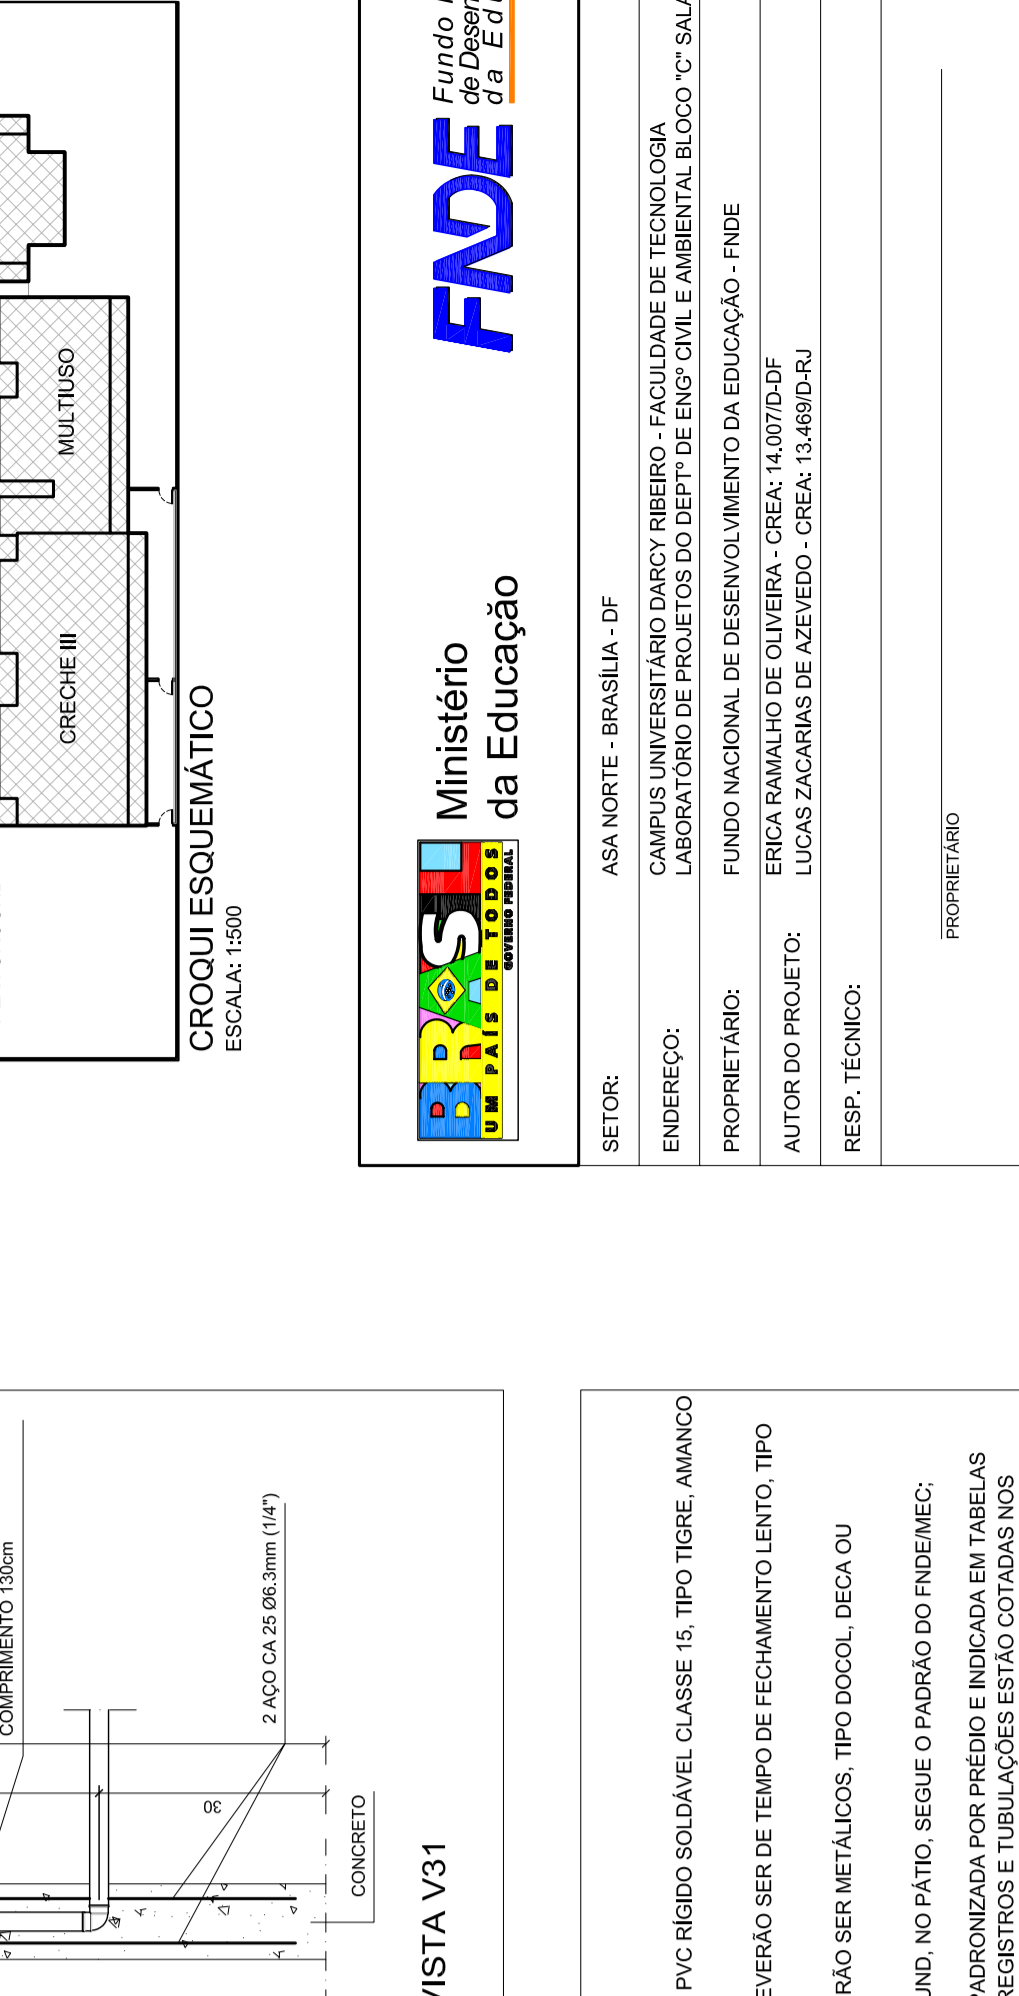 MULTIUSO
CRECHE III
CROQUI ESQUEMÁTICO
ESCALA: 1:500
BRASIL
UM PAÍS DE TODOS
GOVERNO FEDERAL
Ministério
da Educação
FNDE
Fundo
de Desen
da Edu
SETOR: ASA NORTE - BRASÍLIA - DF
ENDEREÇO: CAMPUS UNIVERSITÁRIO DARCY RIBEIRO - FACULDADE DE TECNOLOGIA
LABORATÓRIO DE PROJETOS DO DEPTº DE ENGº CIVIL E AMBIENTAL BLOCO "C" SALA
PROPRIETÁRIO: FUNDO NACIONAL DE DESENVOLVIMENTO DA EDUCAÇÃO - FNDE
AUTOR DO PROJETO: ERICA RAMALHO DE OLIVEIRA - CREA: 14.007/D-DF
LUCAS ZACARIAS DE AZEVEDO - CREA: 13.469/D-RJ
RESP. TÉCNICO:
PROPRIETÁRIO
COMPRIMENTO 130cm
2 AÇO CA 25 Ø6.3mm (1/4")
30
CONCRETO
VISTA V31
PVC RÍGIDO SOLDÁVEL CLASSE 15, TIPO TIGRE, AMANCO
EVERÃO SER DE TEMPO DE FECHAMENTO LENTO, TIPO
RÃO SER METÁLICOS, TIPO DOCOL, DECA OU
UND, NO PÁTIO, SEGUE O PADRÃO DO FNDE/MEC;
PADRONIZADA POR PRÉDIO E INDICADA EM TABELAS
REGISTROS E TUBULAÇÕES ESTÃO COTADAS NOS